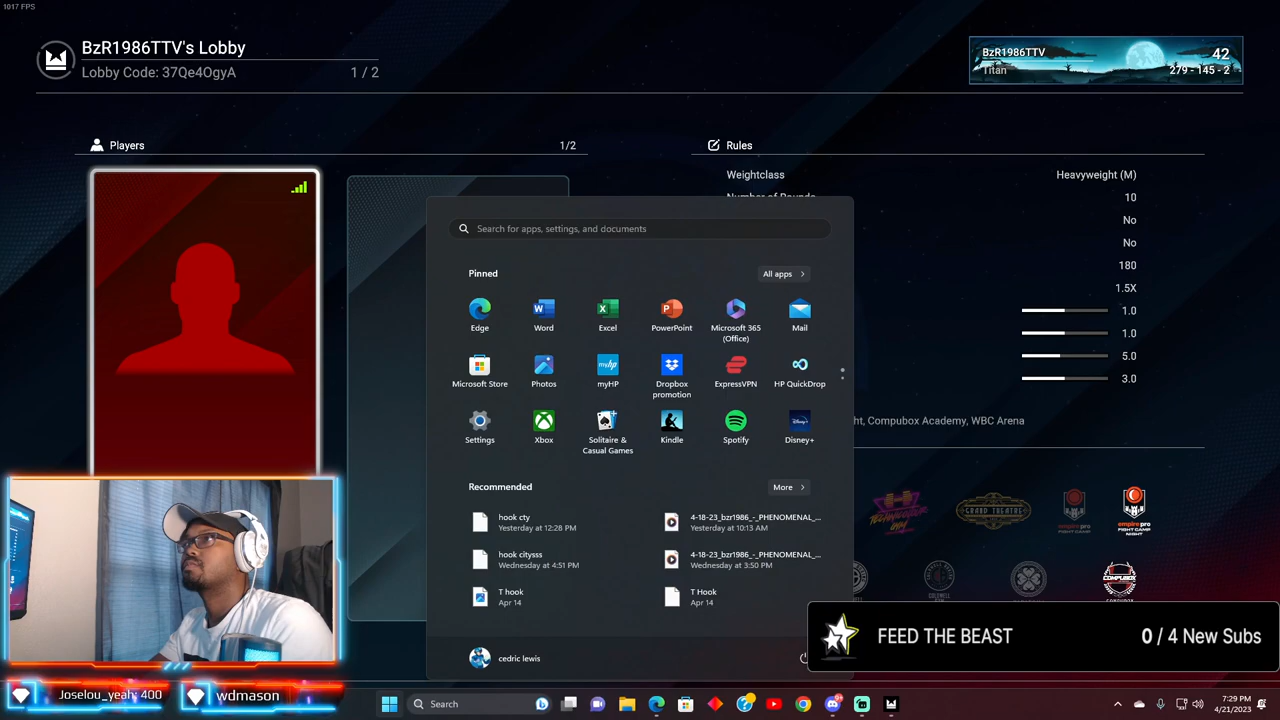 1017 FPS
BzR1986TTV's Lobby
Lobby Code: 37Qe4OgyA 1 / 2
BzR1986TTV 42
Titan 279 - 145 - 2
Players 1/2
Rules
Weightclass Heavyweight (M)
Number of Rounds 10
No
No
180
1.5X
1.0
1.0
5.0
3.0
ht, Compubox Academy, WBC Arena
Search for apps, settings, and documents
Pinned All apps
Edge Word Excel PowerPoint Microsoft 365 (Office) Mail
Microsoft Store Photos myHP Dropbox promotion ExpressVPN HP QuickDrop
Settings Xbox Solitaire & Casual Games Kindle Spotify Disney+
Recommended More
hook cty
Yesterday at 12:28 PM
4-18-23_bzr1986_-_PHENOMENAL_...
Yesterday at 10:13 AM
hook citysss
Wednesday at 4:51 PM
4-18-23_bzr1986_-_PHENOMENAL_...
Wednesday at 3:50 PM
T hook
Apr 14
T Hook
Apr 14
cedric lewis
GRAND THEATRE
FEED THE BEAST 0 / 4 New Subs
Joselou_yeah: 400 wdmason
Search
7:29 PM
4/21/2023